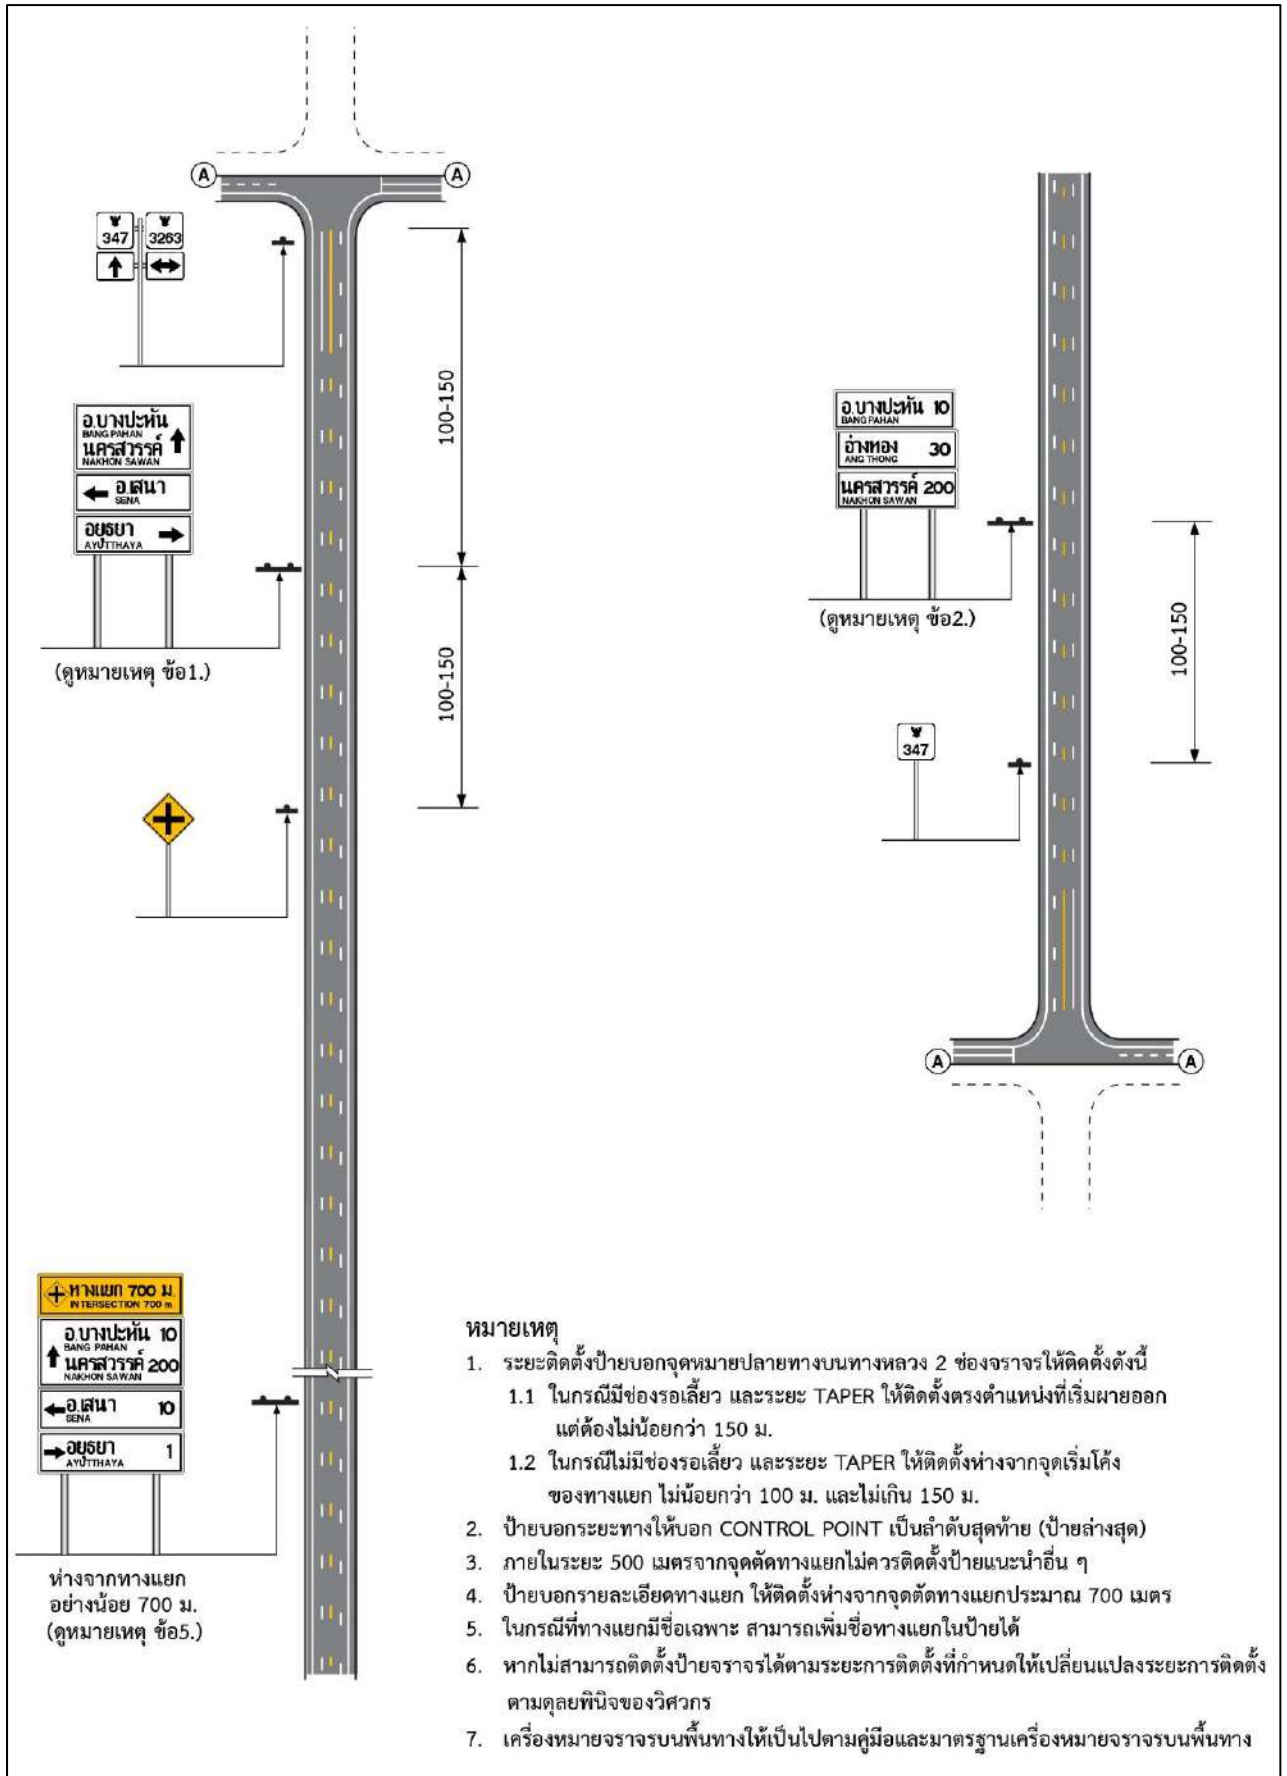 A
A
347
3263
100-150
อ.บางปะหัน
BANG PAHAN
นครสวรรค์
NAKHON SAWAN
อ.เสนา
SENA
อยุธยา
AYUTTHAYA
(ดูหมายเหตุ ข้อ1.)
100-150
ทางแยก 700 ม.
INTERSECTION 700 m
อ.บางปะหัน 10
BANG PAHAN
นครสวรรค์ 200
NAKHON SAWAN
อ.เสนา 10
SENA
อยุธยา 1
AYUTTHAYA
ห่างจากทางแยก
อย่างน้อย 700 ม.
(ดูหมายเหตุ ข้อ5.)
อ.บางปะหัน 10
BANG PAHAN
อ่างทอง 30
ANG THONG
นครสวรรค์ 200
NAKHON SAWAN
(ดูหมายเหตุ ข้อ2.)
100-150
347
A
A
หมายเหตุ
1. ระยะติดตั้งป้ายบอกจุดหมายปลายทางบนทางหลวง 2 ช่องจราจรให้ติดตั้งดังนี้
1.1 ในกรณีมีช่องรอเลี้ยว และระยะ TAPER ให้ติดตั้งตรงตำแหน่งที่เริ่มผายออก
แต่ต้องไม่น้อยกว่า 150 ม.
1.2 ในกรณีไม่มีช่องรอเลี้ยว และระยะ TAPER ให้ติดตั้งห่างจากจุดเริ่มโค้ง
ของทางแยก ไม่น้อยกว่า 100 ม. และไม่เกิน 150 ม.
2. ป้ายบอกระยะทางให้บอก CONTROL POINT เป็นลำดับสุดท้าย (ป้ายล่างสุด)
3. ภายในระยะ 500 เมตรจากจุดตัดทางแยกไม่ควรติดตั้งป้ายแนะนำอื่น ๆ
4. ป้ายบอกรายละเอียดทางแยก ให้ติดตั้งห่างจากจุดตัดทางแยกประมาณ 700 เมตร
5. ในกรณีที่ทางแยกมีชื่อเฉพาะ สามารถเพิ่มชื่อทางแยกในป้ายได้
6. หากไม่สามารถติดตั้งป้ายจราจรได้ตามระยะการติดตั้งที่กำหนดให้เปลี่ยนแปลงระยะการติดตั้ง
ตามดุลยพินิจของวิศวกร
7. เครื่องหมายจราจรบนพื้นทางให้เป็นไปตามคู่มือและมาตรฐานเครื่องหมายจราจรบนพื้นทาง